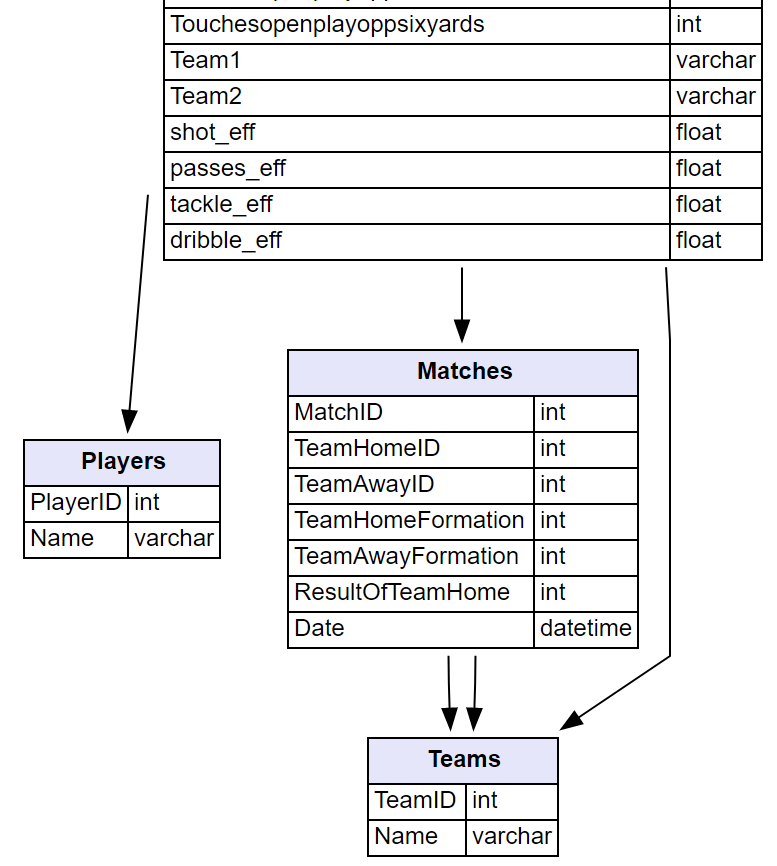 Touchesopenplayoppsixyards int
Team1 varchar
Team2 varchar
shot_eff float
passes_eff float
tackle_eff float
dribble_eff float
Matches
MatchID int
TeamHomeID int
TeamAwayID int
TeamHomeFormation int
TeamAwayFormation int
ResultOfTeamHome int
Date datetime
Players
PlayerID int
Name varchar
Teams
TeamID int
Name varchar